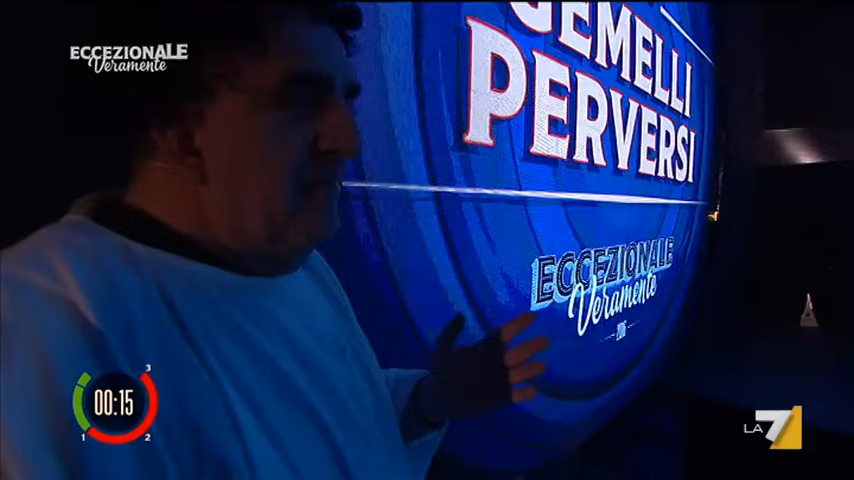 GEMELLI
PERVERSI
ECCEZIONALE
Veramente
ECCEZIONALE
Veramente
3
00:15
1
2
LA7